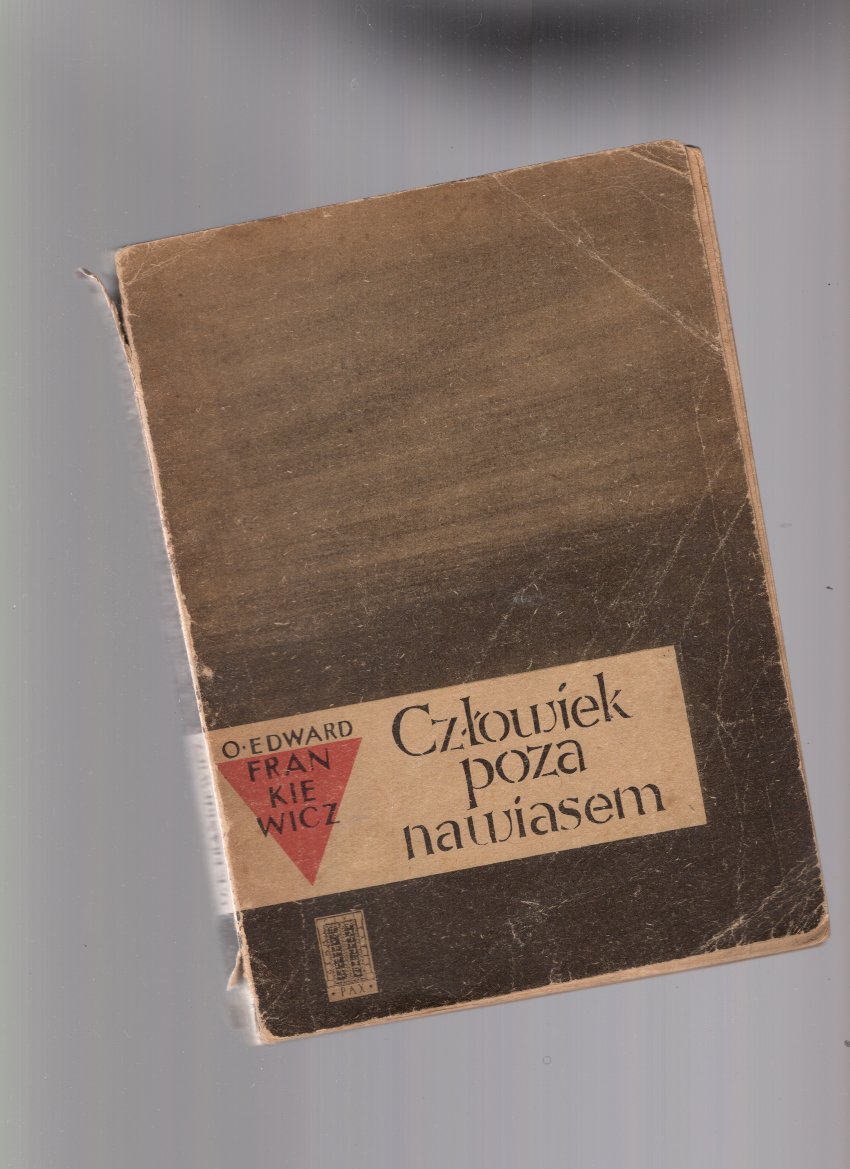 O·EDWARD
FRAN
KIE
WICZ
Człowiek
poza
nawiasem
·PAX·